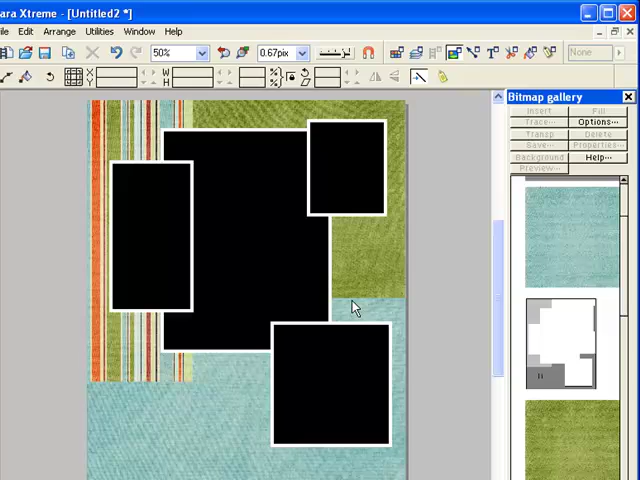 ara Xtreme - [Untitled2 *]
ile Edit Arrange Utilities Window Help
50% 0.67pix None
X W
Y H
Bitmap gallery
Insert Fill
Trace... Options...
Transp Delete
Save... Properties...
Background Help...
Preview...